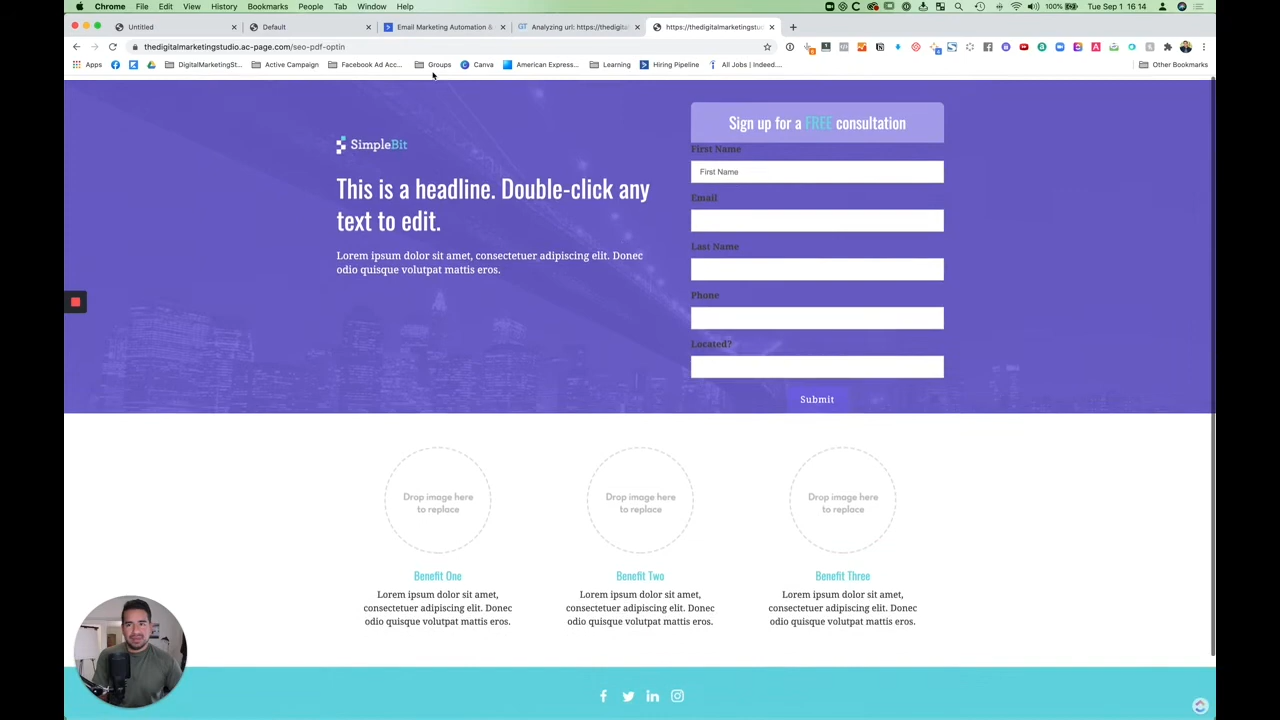 Chrome File Edit View History Bookmarks People Tab Window Help
100% Tue Sep 1 16:14
Untitled
Default
Email Marketing Automation &
GT Analyzing url: https://thedigital
https://thedigitalmarketingstudi
thedigitalmarketingstudio.ac-page.com/seo-pdf-optin
Apps
DigitalMarketingSt...
Active Campaign
Facebook Ad Acc...
Groups
Canva
American Express...
Learning
Hiring Pipeline
All Jobs | Indeed....
Other Bookmarks
SimpleBit
This is a headline. Double-click any
text to edit.
Lorem ipsum dolor sit amet, consectetuer adipiscing elit. Donec
odio quisque volutpat mattis eros.
Sign up for a FREE consultation
First Name
First Name
Email
Last Name
Phone
Located?
Submit
Drop image here
to replace
Drop image here
to replace
Drop image here
to replace
Benefit One
Lorem ipsum dolor sit amet,
consectetuer adipiscing elit. Donec
odio quisque volutpat mattis eros.
Benefit Two
Lorem ipsum dolor sit amet,
consectetuer adipiscing elit. Donec
odio quisque volutpat mattis eros.
Benefit Three
Lorem ipsum dolor sit amet,
consectetuer adipiscing elit. Donec
odio quisque volutpat mattis eros.